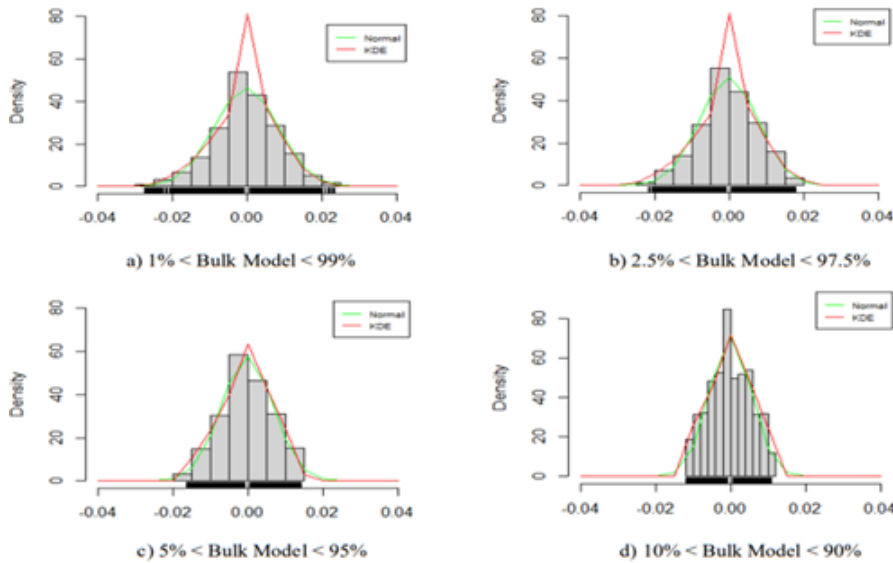 80
60
40
20
0
Density
Normal
KDE
-0.04 -0.02 0.00 0.02 0.04
a) 1% < Bulk Model < 99%
80
60
40
20
0
Density
Normal
KDE
-0.04 -0.02 0.00 0.02 0.04
b) 2.5% < Bulk Model < 97.5%
80
60
40
20
0
Density
Normal
KDE
-0.04 -0.02 0.00 0.02 0.04
c) 5% < Bulk Model < 95%
80
60
40
20
0
Density
Normal
KDE
-0.04 -0.02 0.00 0.02 0.04
d) 10% < Bulk Model < 90%